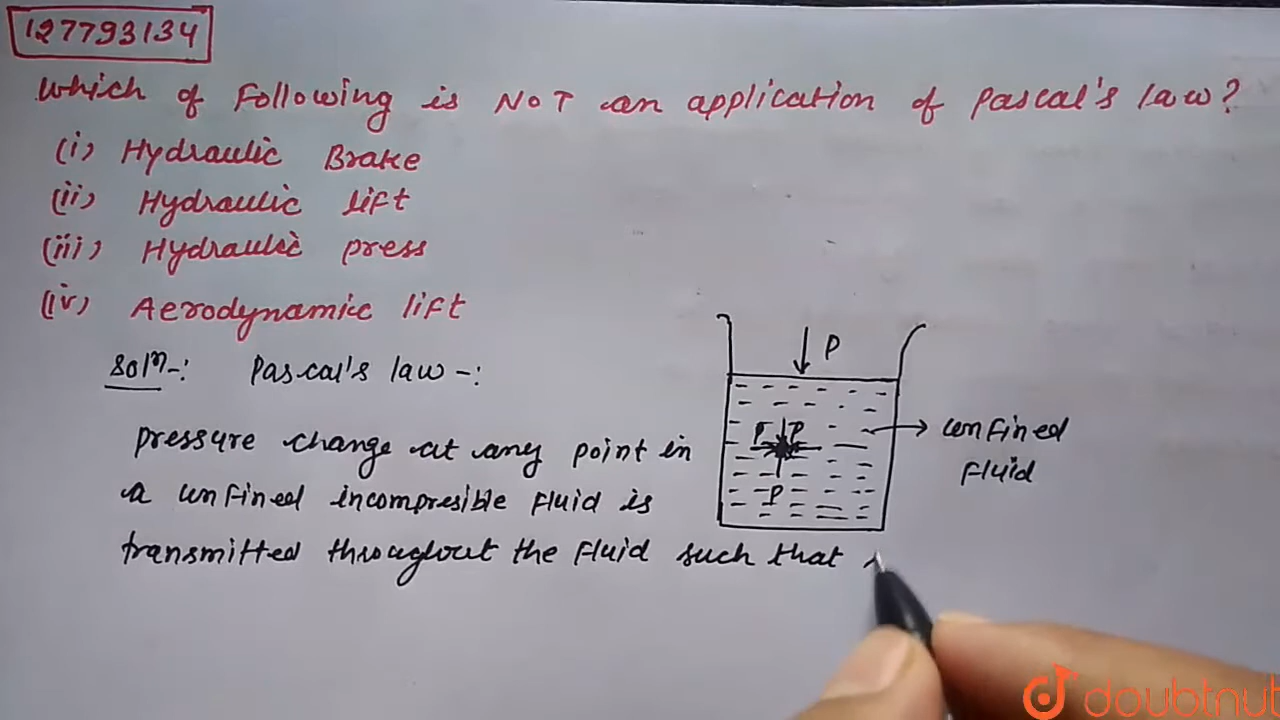 127793134
Which of Following is NOT an application of Pascal's law?
(i) Hydraulic Brake
(ii) Hydraulic lift
(iii) Hydraulic press
(iv) Aerodynamic lift
Solⁿ-: Pascal's law -:
P
Pressure change at any point in
P P
P
confined
fluid
a confined incompresible fluid is
transmitted throughout the fluid such that
doubtnut